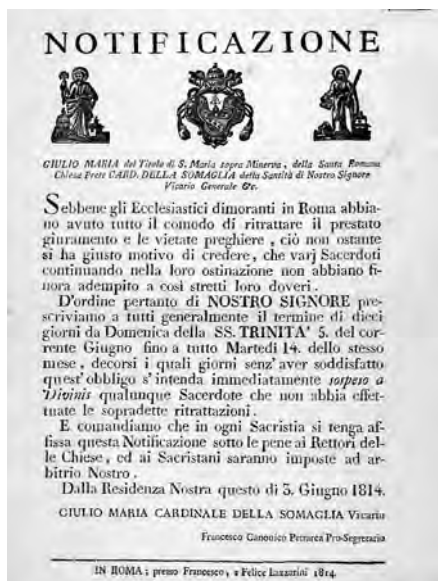 NOTIFICAZIONE
GIULIO MARIA del Titolo di S. Maria sopra Minerva, della Santa Romana
Chiesa Prete CARD. DELLA SOMAGLIA della Santità di Nostro Signore
Vicario Generale &c.
Sebbene gli Ecclesiastici dimoranti in Roma abbia-
no avuto tutto il comodo di ritrattare il prestato
giuramento e le vietate preghiere, ciò non ostante
si ha giusto motivo di credere, che varj Sacerdoti
continuando nella loro ostinazione non abbiano fi-
nora adempito a così stretti loro doveri.
D'ordine pertanto di NOSTRO SIGNORE pre-
scriviamo a tutti generalmente il termine di dieci
giorni da Domenica della SS. TRINITA' 5. del cor-
rente Giugno fino a tutto Martedì 14. dello stesso
mese, decorsi i quali giorni senz'aver soddisfatto
quest'obbligo s'intenda immediatamente sospeso a
Divinis qualunque Sacerdote che non abbia effet-
tuate le sopradette ritrattazioni.
E comandiamo che in ogni Sacristia si tenga af-
fissa questa Notificazione sotto le pene ai Rettori del-
le Chiese, ed ai Sacristani saranno imposte ad ar-
bitrio Nostro.
Dalla Residenza Nostra questo dì 3. Giugno 1814.
GIULIO MARIA CARDINALE DELLA SOMAGLIA Vicario
Francesco Canonico Pro-Segretario
IN ROMA; presso Francesco, e Felice Lazzarini 1814.